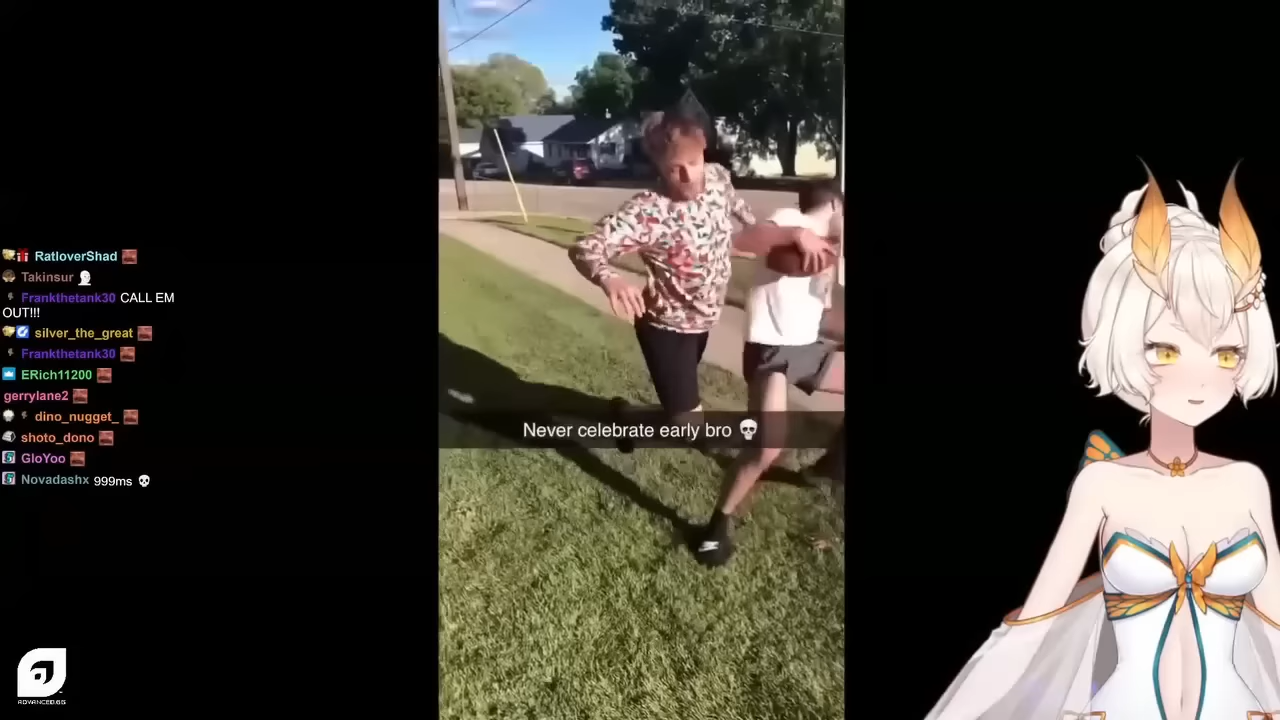 RatloverShad
Takinsur
Frankthetank30 CALL EM
OUT!!!
silver_the_great
Frankthetank30
ERich11200
gerrylane2
dino_nugget_
shoto_dono
GloYoo
Novadashx 999ms 💀
Never celebrate early bro 💀
ADVANCED.GG